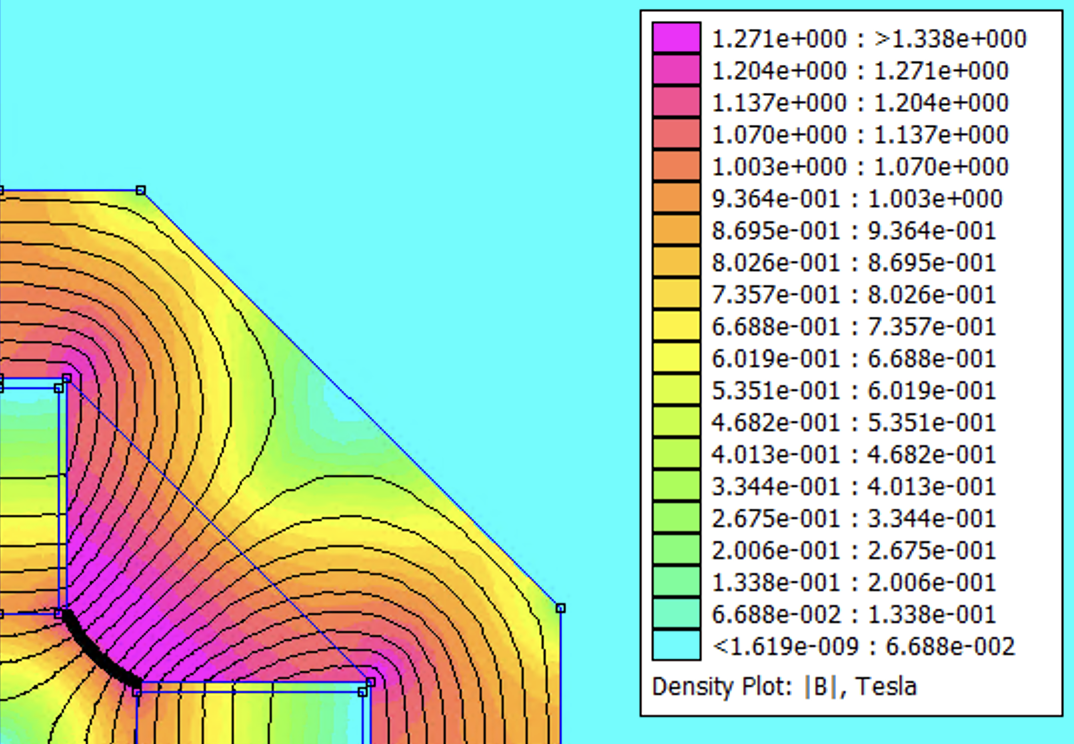 1.271e+000 : >1.338e+000
1.204e+000 : 1.271e+000
1.137e+000 : 1.204e+000
1.070e+000 : 1.137e+000
1.003e+000 : 1.070e+000
9.364e-001 : 1.003e+000
8.695e-001 : 9.364e-001
8.026e-001 : 8.695e-001
7.357e-001 : 8.026e-001
6.688e-001 : 7.357e-001
6.019e-001 : 6.688e-001
5.351e-001 : 6.019e-001
4.682e-001 : 5.351e-001
4.013e-001 : 4.682e-001
3.344e-001 : 4.013e-001
2.675e-001 : 3.344e-001
2.006e-001 : 2.675e-001
1.338e-001 : 2.006e-001
6.688e-002 : 1.338e-001
<1.619e-009 : 6.688e-002
Density Plot: |B|, Tesla